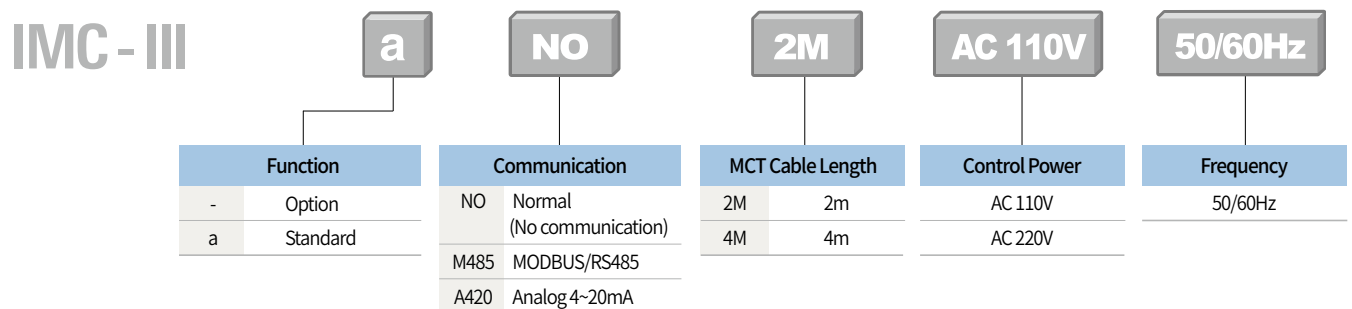 IMC - III a NO 2M AC 110V 50/60Hz
Function Communication MCT Cable Length Control Power Frequency
- Option NO Normal 2M 2m AC 110V 50/60Hz
(No communication)
a Standard 4M 4m AC 220V
M485 MODBUS/RS485
A420 Analog 4~20mA